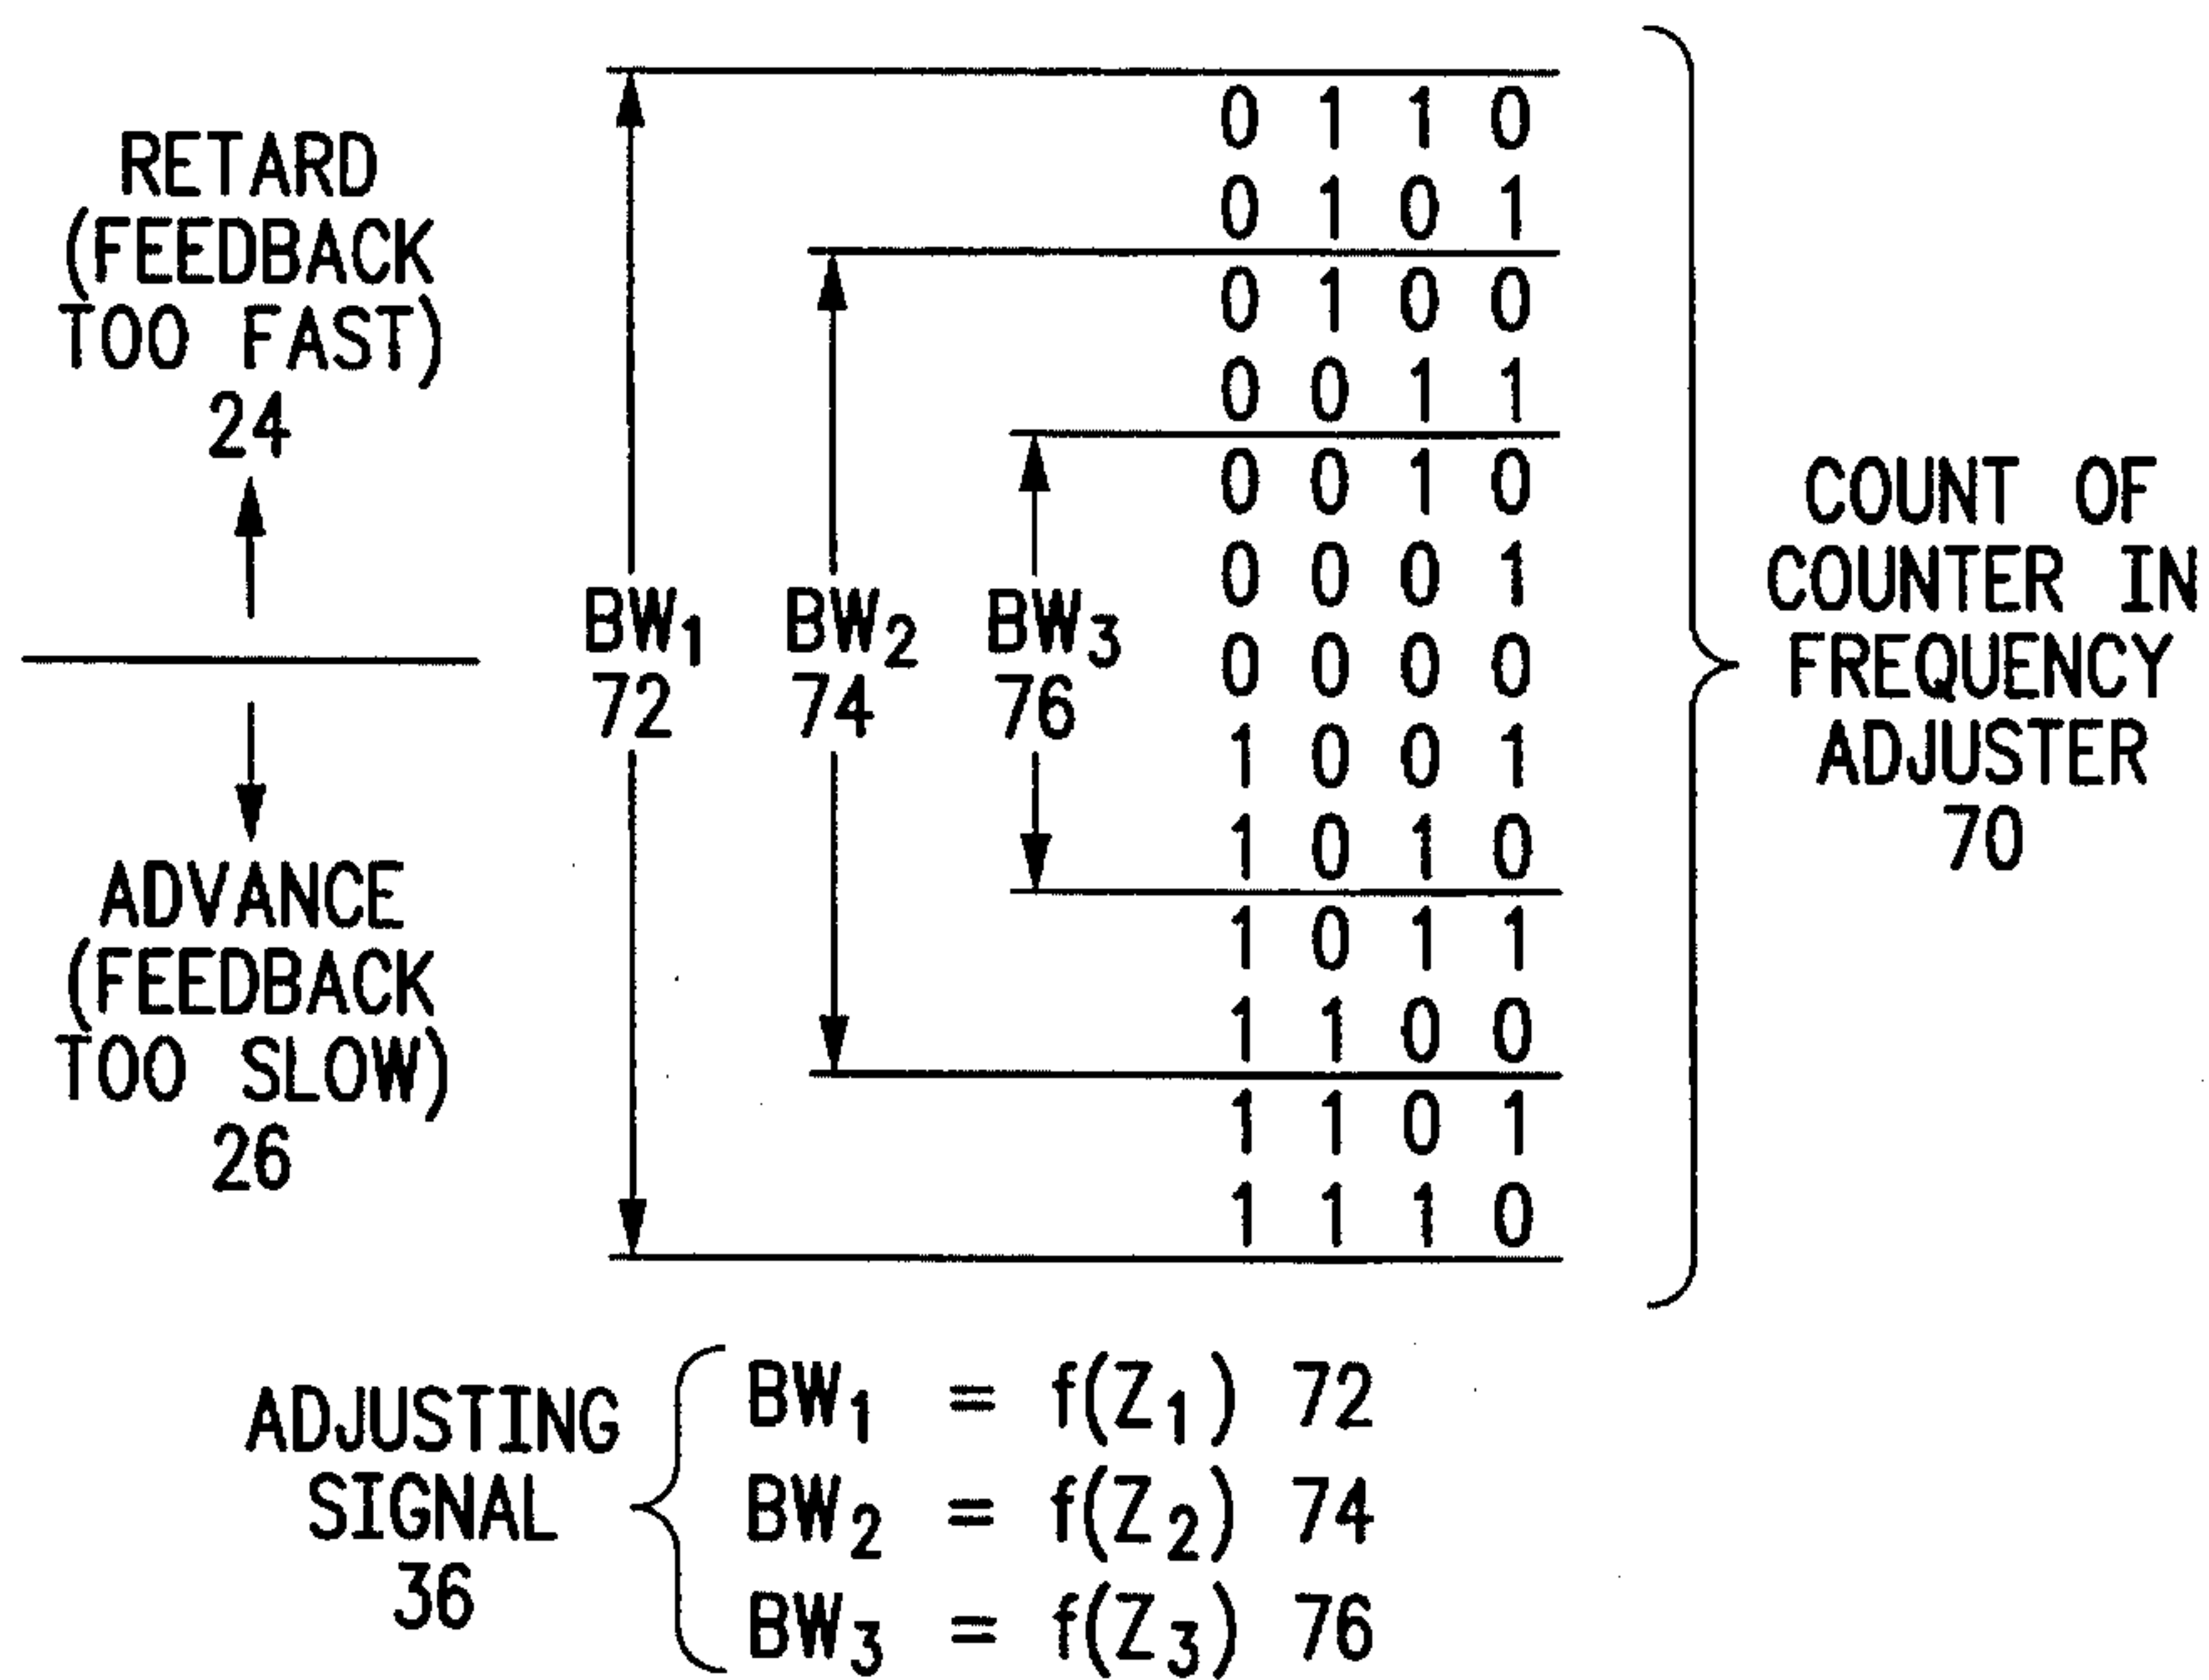 RETARD
(FEEDBACK
TOO FAST)
24
ADVANCE
(FEEDBACK
TOO SLOW)
26
BW₁
72
BW₂
74
BW₃
76
0 1 1 0
0 1 0 1
0 1 0 0
0 0 1 1
0 0 1 0
0 0 0 1
0 0 0 0
1 0 0 1
1 0 1 0
1 0 1 1
1 1 0 0
1 1 0 1
1 1 1 0
COUNT OF
COUNTER IN
FREQUENCY
ADJUSTER
70
ADJUSTING
SIGNAL
36
BW₁ = f(Z₁) 72
BW₂ = f(Z₂) 74
BW₃ = f(Z₃) 76